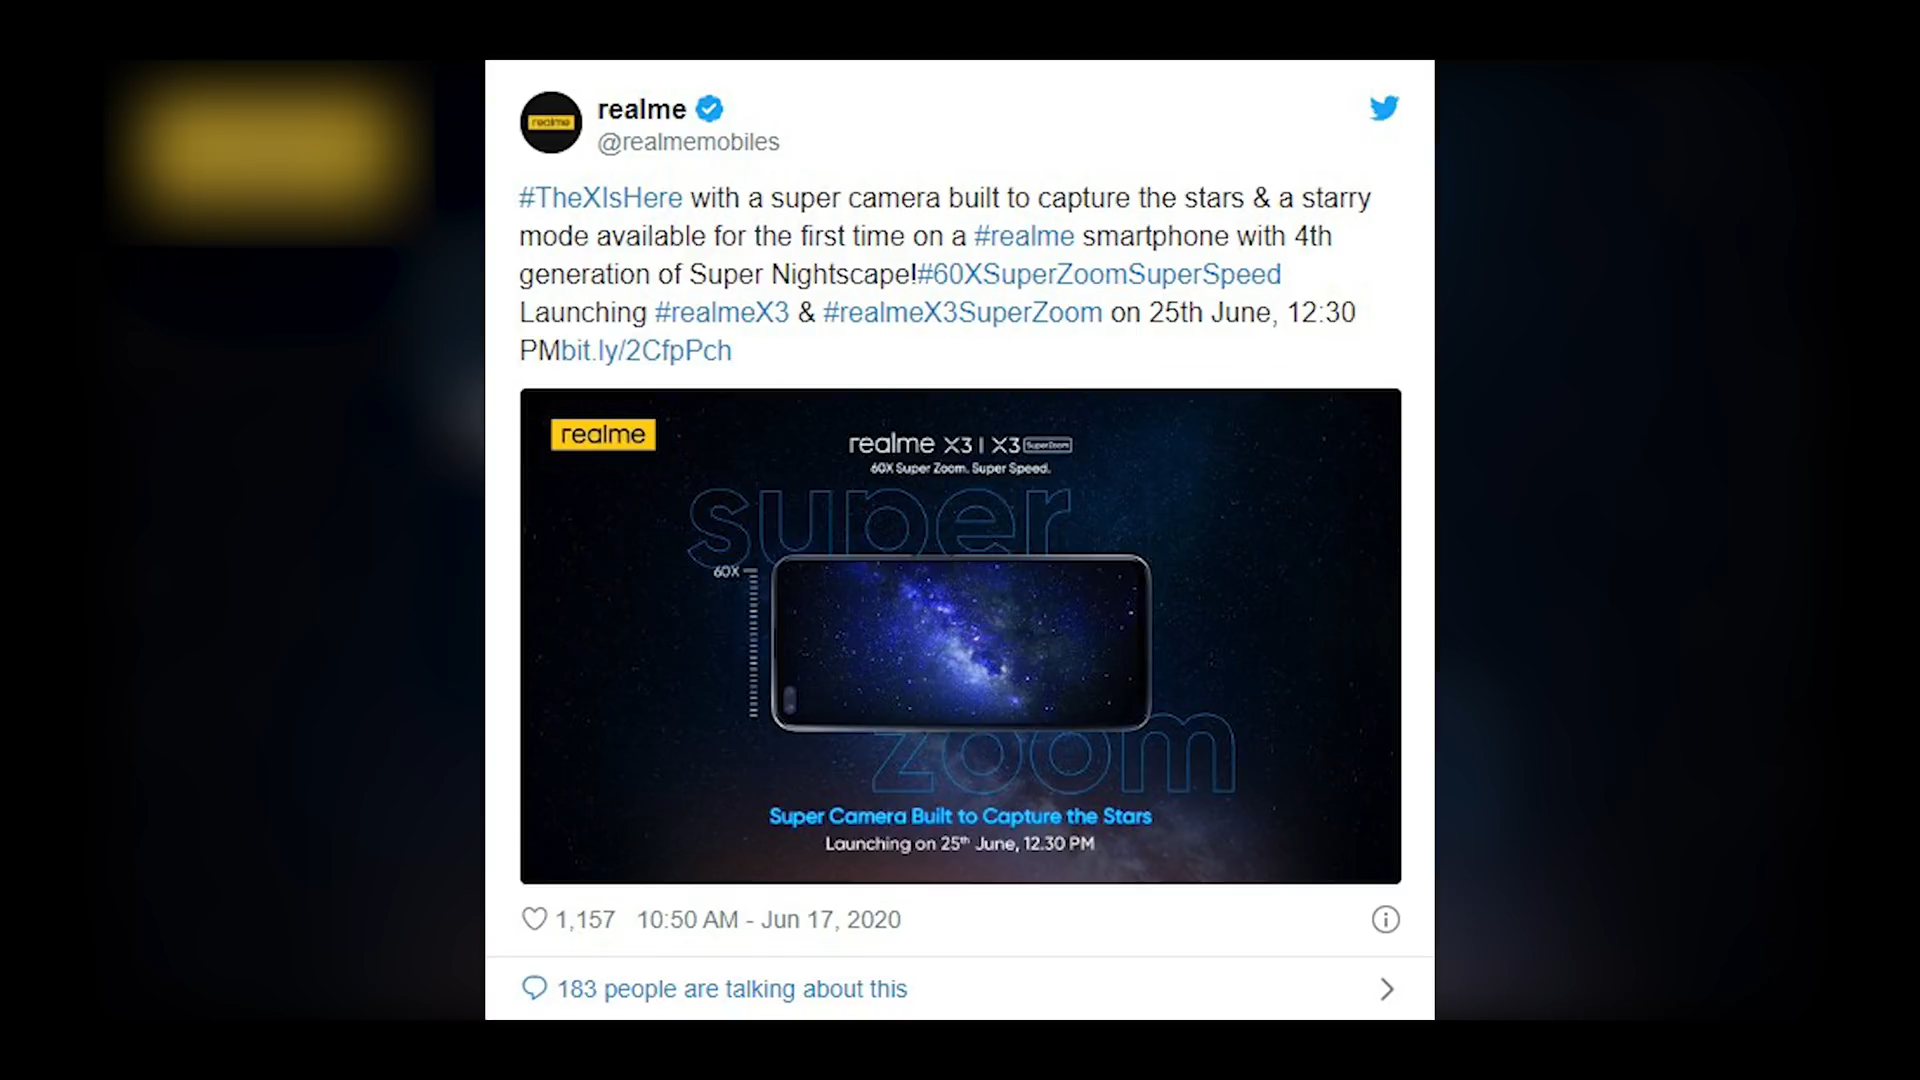 realme
realme
@realmemobiles
#TheXIsHere with a super camera built to capture the stars & a starry
mode available for the first time on a #realme smartphone with 4th
generation of Super Nightscape!#60XSuperZoomSuperSpeed
Launching #realmeX3 & #realmeX3SuperZoom on 25th June, 12:30
PMbit.ly/2CfpPch
realme
realme X3 | X3 SuperZoom
60X Super Zoom. Super Speed.
super
60X
zoom
Super Camera Built to Capture the Stars
Launching on 25th June, 12.30 PM
1,157 10:50 AM - Jun 17, 2020
183 people are talking about this